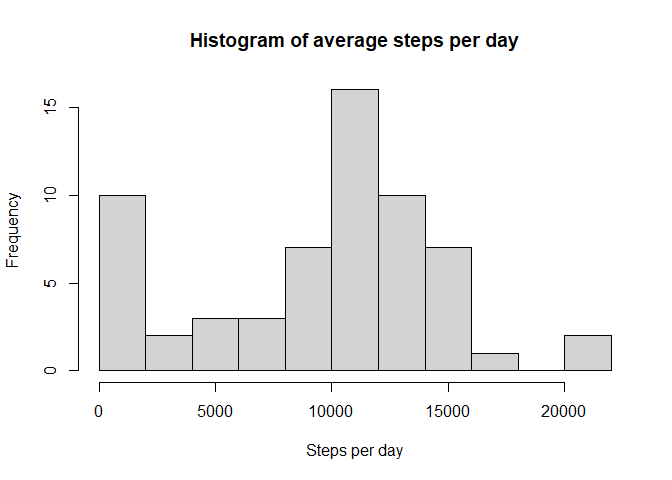 Histogram of average steps per day
Frequency
15
10
5
0
0 5000 10000 15000 20000
Steps per day